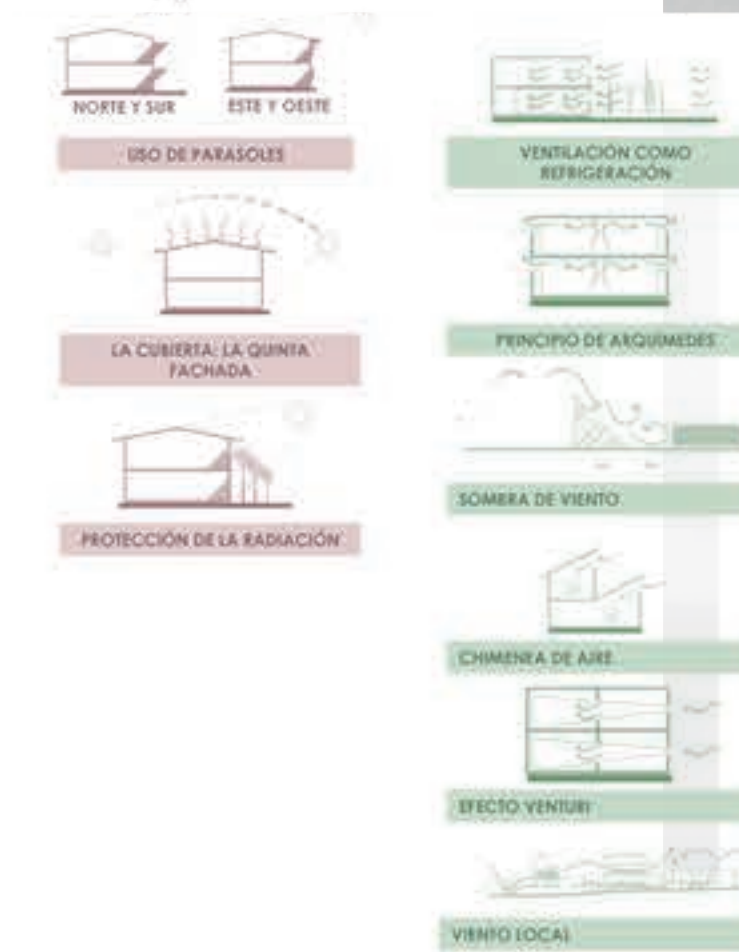 NORTE Y SUR
ESTE Y OESTE
USO DE PARASOLES
LA CUBIERTA: LA QUINTA
FACHADA
PROTECCIÓN DE LA RADIACIÓN
VENTILACIÓN COMO
REFRIGERACIÓN
PRINCIPIO DE ARQUÍMEDES
SOMBRA DE VIENTO
CHIMENEA DE AIRE
EFECTO VENTURI
VIENTO LOCAL